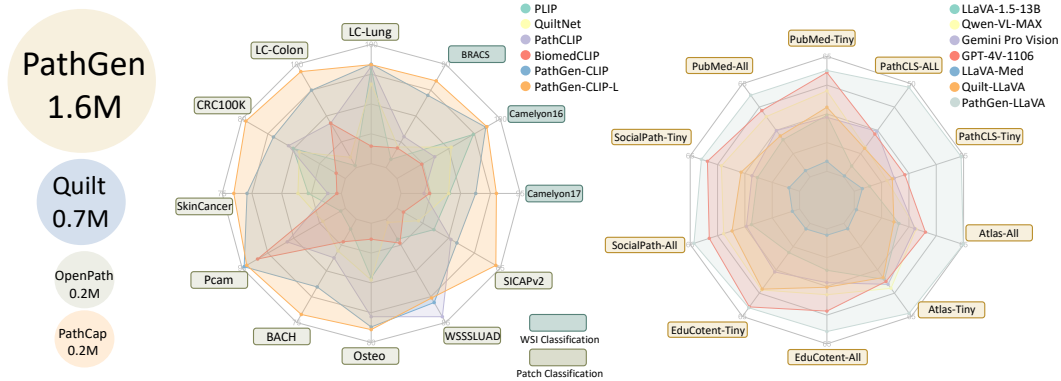 PathGen
1.6M
Quilt
0.7M
OpenPath
0.2M
PathCap
0.2M
LC-Lung
BRACS
Camelyon16
Camelyon17
SICAPv2
WSSSLUAD
Osteo
BACH
Pcam
SkinCancer
CRC100K
LC-Colon
PLIP
QuiltNet
PathCLIP
BiomedCLIP
PathGen-CLIP
PathGen-CLIP-L
WSI Classification
Patch Classification
PubMed-Tiny
PathCLS-ALL
PathCLS-Tiny
Atlas-All
Atlas-Tiny
EduCotent-All
EduCotent-Tiny
SocialPath-All
SocialPath-Tiny
PubMed-All
LLaVA-1.5-13B
Qwen-VL-MAX
Gemini Pro Vision
GPT-4V-1106
LLaVA-Med
Quilt-LLaVA
PathGen-LLaVA